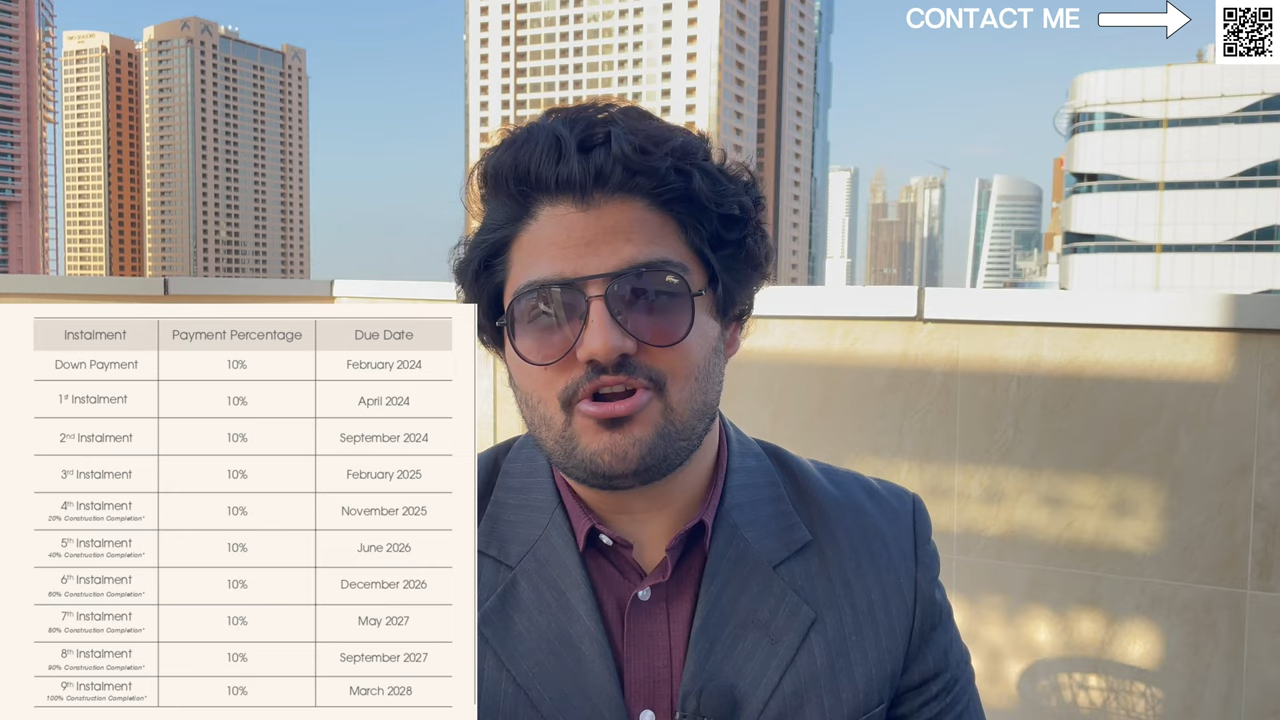 CONTACT ME
Instalment Payment Percentage Due Date
Down Payment 10% February 2024
1st Instalment 10% April 2024
2nd Instalment 10% September 2024
3rd Instalment 10% February 2025
4th Instalment 10% November 2025
20% Construction Completion*
5th Instalment 10% June 2026
40% Construction Completion*
6th Instalment 10% December 2026
60% Construction Completion*
7th Instalment 10% May 2027
80% Construction Completion*
8th Instalment 10% September 2027
90% Construction Completion*
9th Instalment 10% March 2028
100% Construction Completion*